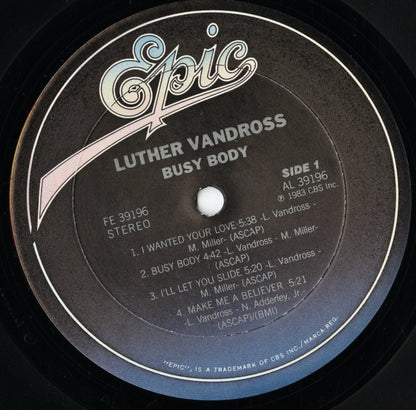 Epic
LUTHER VANDROSS
BUSY BODY
FE 39196
STEREO
SIDE 1
AL 39196
℗ 1983 CBS Inc.
1. I WANTED YOUR LOVE 5:38 -L. Vandross -
M. Miller- (ASCAP)
2. BUSY BODY 4:42 -L. Vandross - M. Miller-
(ASCAP)
3. I'LL LET YOU SLIDE 5:20 -L. Vandross -
M. Miller- (ASCAP)
4. MAKE ME A BELIEVER 5:21
-L. Vandross - N. Adderley, Jr.-
(ASCAP)(BMI)
"EPIC", IS A TRADEMARK OF CBS INC./MARCA REG.